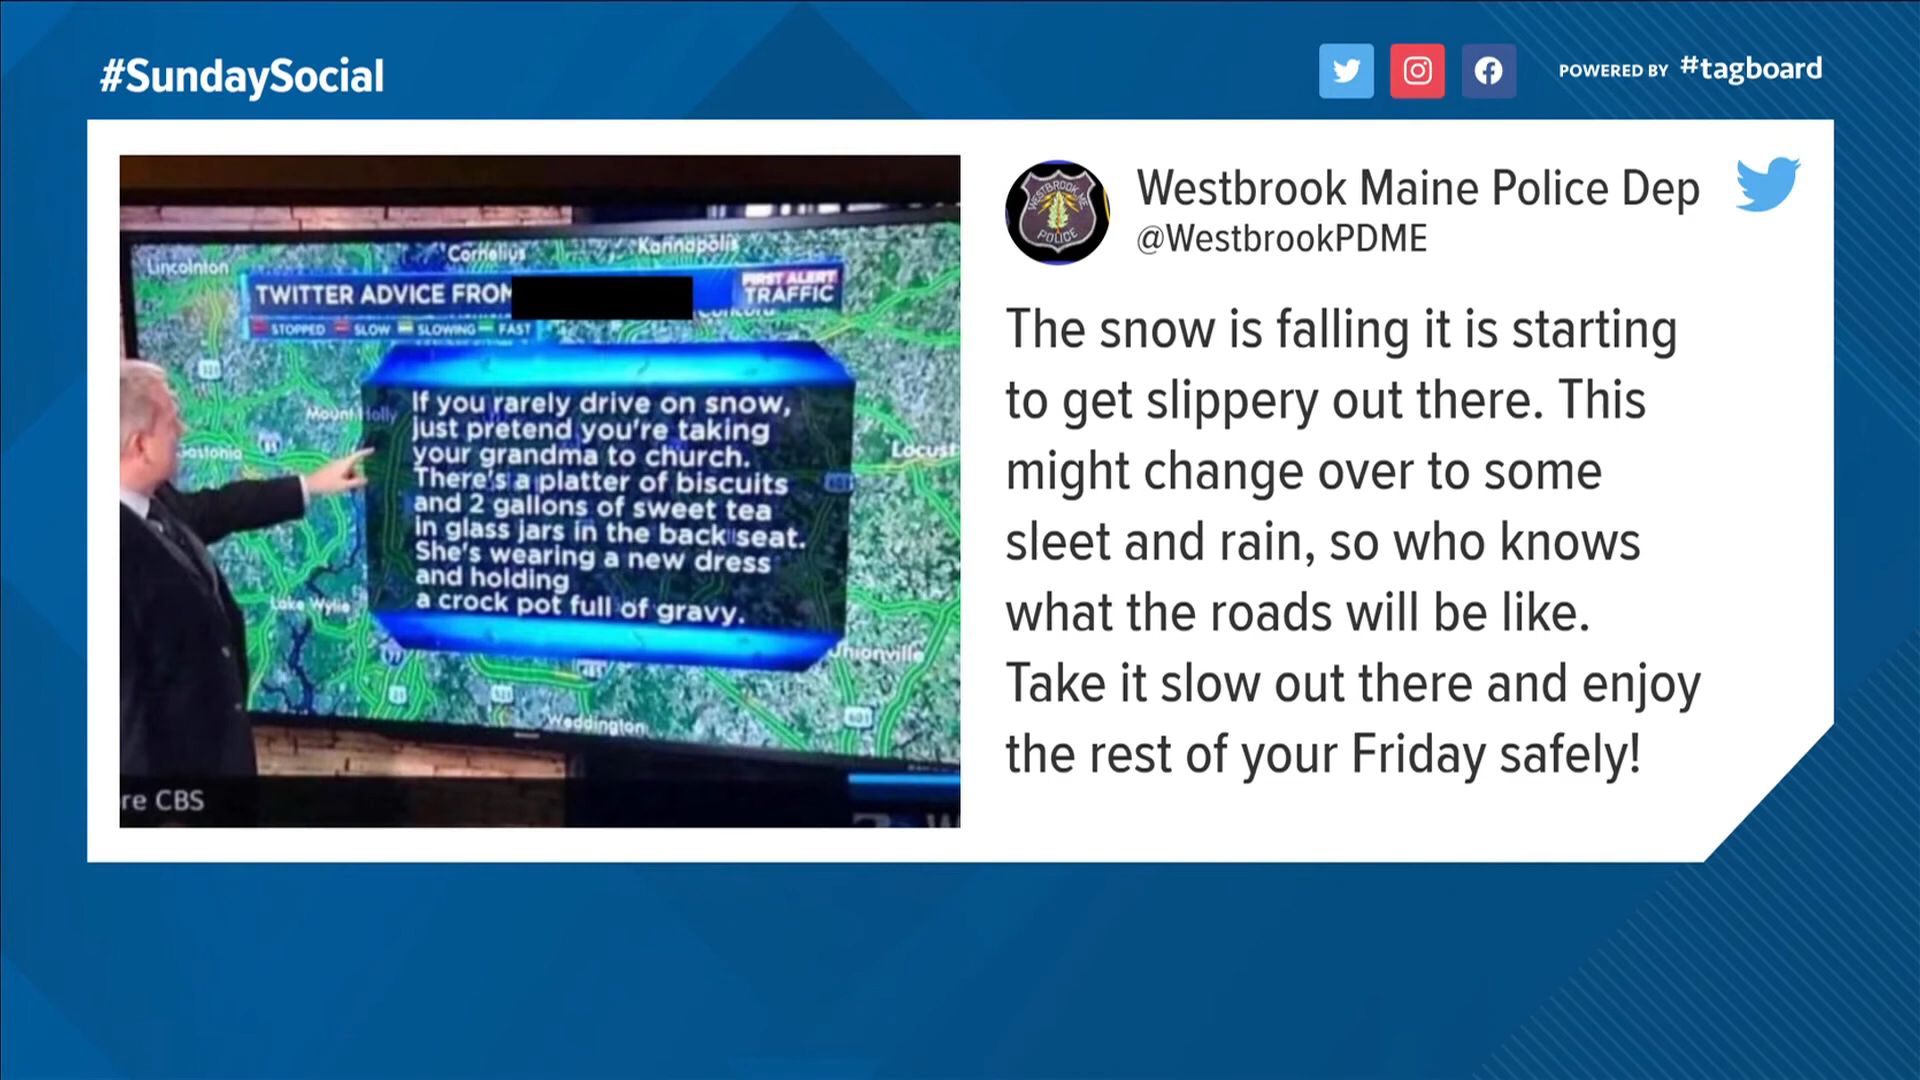 #SundaySocial
POWERED BY #tagboard
Lincolnton
Cornelius
Kannapolis
TWITTER ADVICE FROM
FIRST ALERT
TRAFFIC
Concord
STOPPED SLOW SLOWING FAST
Mount Holly
Gastonia
Locust
If you rarely drive on snow,
just pretend you're taking
your grandma to church.
There's a platter of biscuits
and 2 gallons of sweet tea
in glass jars in the back seat.
She's wearing a new dress
and holding
a crock pot full of gravy.
Lake Wylie
Unionville
Weddington
re CBS
WESTBROOK ME
POLICE
Westbrook Maine Police Dep
@WestbrookPDME
The snow is falling it is starting
to get slippery out there. This
might change over to some
sleet and rain, so who knows
what the roads will be like.
Take it slow out there and enjoy
the rest of your Friday safely!